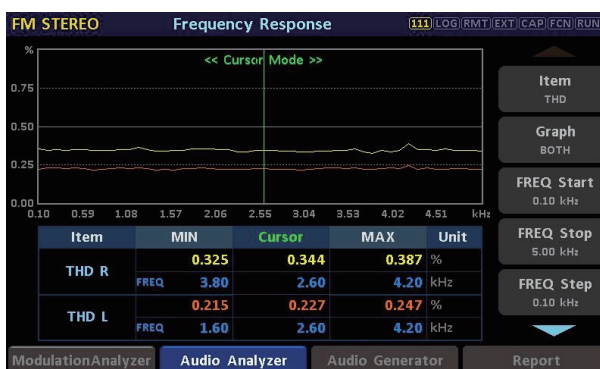 FM STEREO Frequency Response 111 LOG RMT EXT CAP FCN RUN
%
<< Cursor Mode >>
0.75
0.50
0.25
0.00
0.10 0.59 1.08 1.57 2.06 2.55 3.04 3.53 4.02 4.51 kHz
Item MIN Cursor MAX Unit
THD R 0.325 0.344 0.387 %
FREQ 3.80 2.60 4.20 kHz
THD L 0.215 0.227 0.247 %
FREQ 1.60 2.60 4.20 kHz
Item
THD
Graph
BOTH
FREQ Start
0.10 kHz
FREQ Stop
5.00 kHz
FREQ Step
0.10 kHz
ModulationAnalyzer Audio Analyzer Audio Generator Report